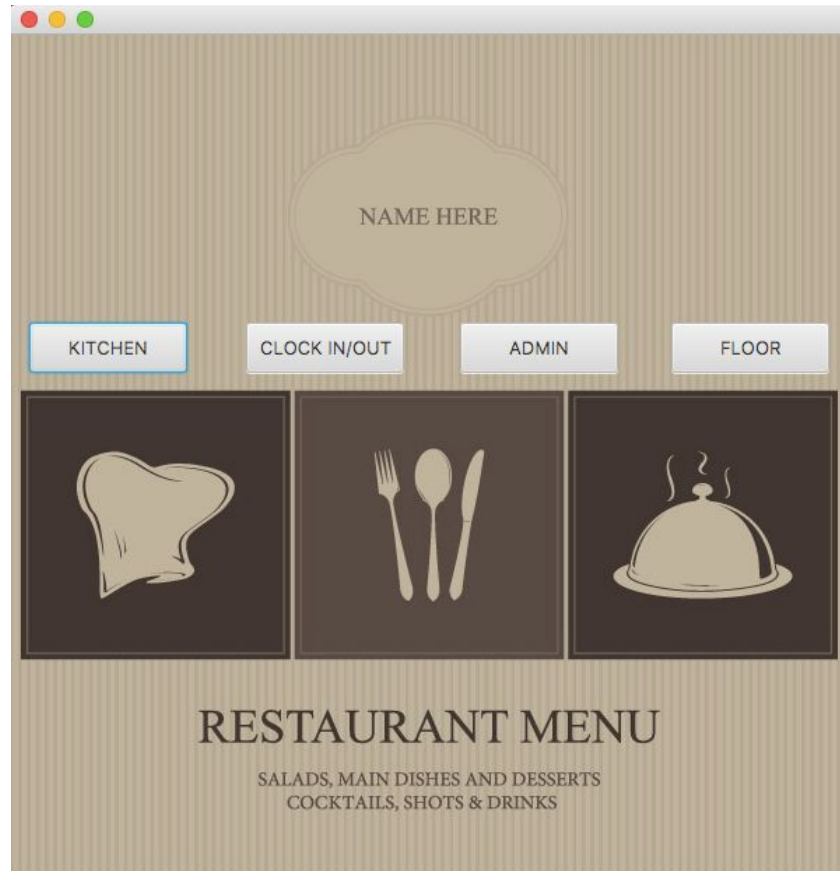 NAME HERE
KITCHEN CLOCK IN/OUT ADMIN FLOOR
RESTAURANT MENU
SALADS, MAIN DISHES AND DESSERTS
COCKTAILS, SHOTS & DRINKS